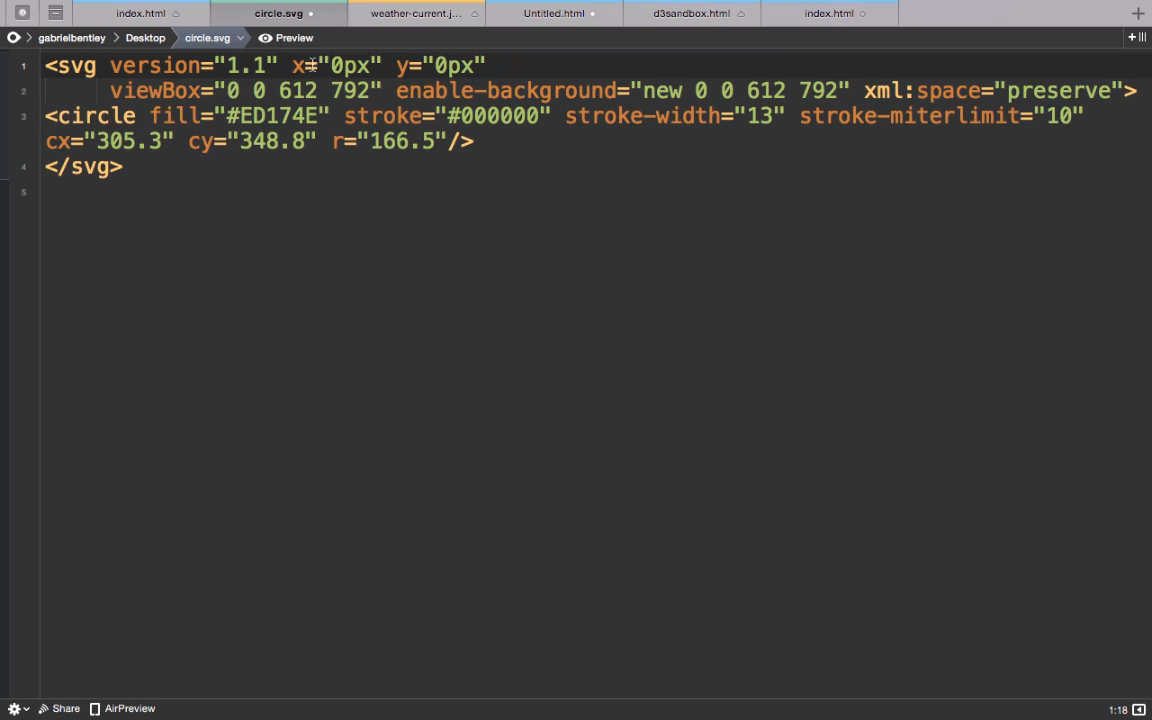 index.html
circle.svg
weather-current.j...
Untitled.html
d3sandbox.html
index.html
gabrielbentley
Desktop
circle.svg
Preview
1 <svg version="1.1" x="0px" y="0px"
2 viewBox="0 0 612 792" enable-background="new 0 0 612 792" xml:space="preserve">
3 <circle fill="#ED174E" stroke="#000000" stroke-width="13" stroke-miterlimit="10"
cx="305.3" cy="348.8" r="166.5"/>
4 </svg>
5
Share
AirPreview
1:18